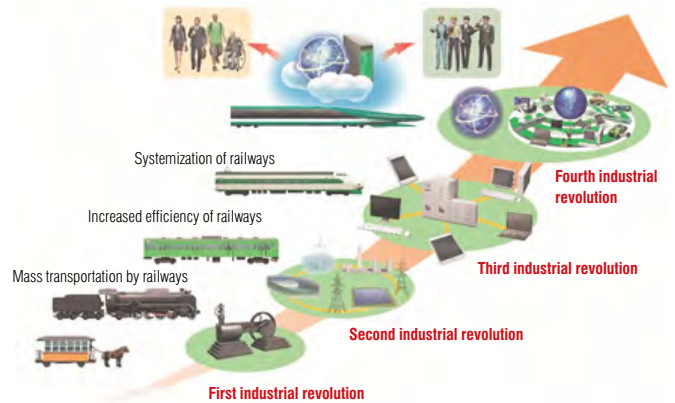 Systemization of railways
Increased efficiency of railways
Mass transportation by railways
Fourth industrial
revolution
Third industrial revolution
Second industrial revolution
First industrial revolution